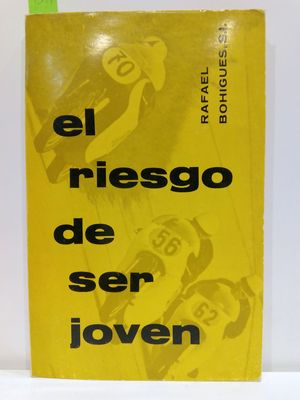 el
riesgo
de
ser
joven
RAFAEL
BOHIGUES, S.I.
70
56
62